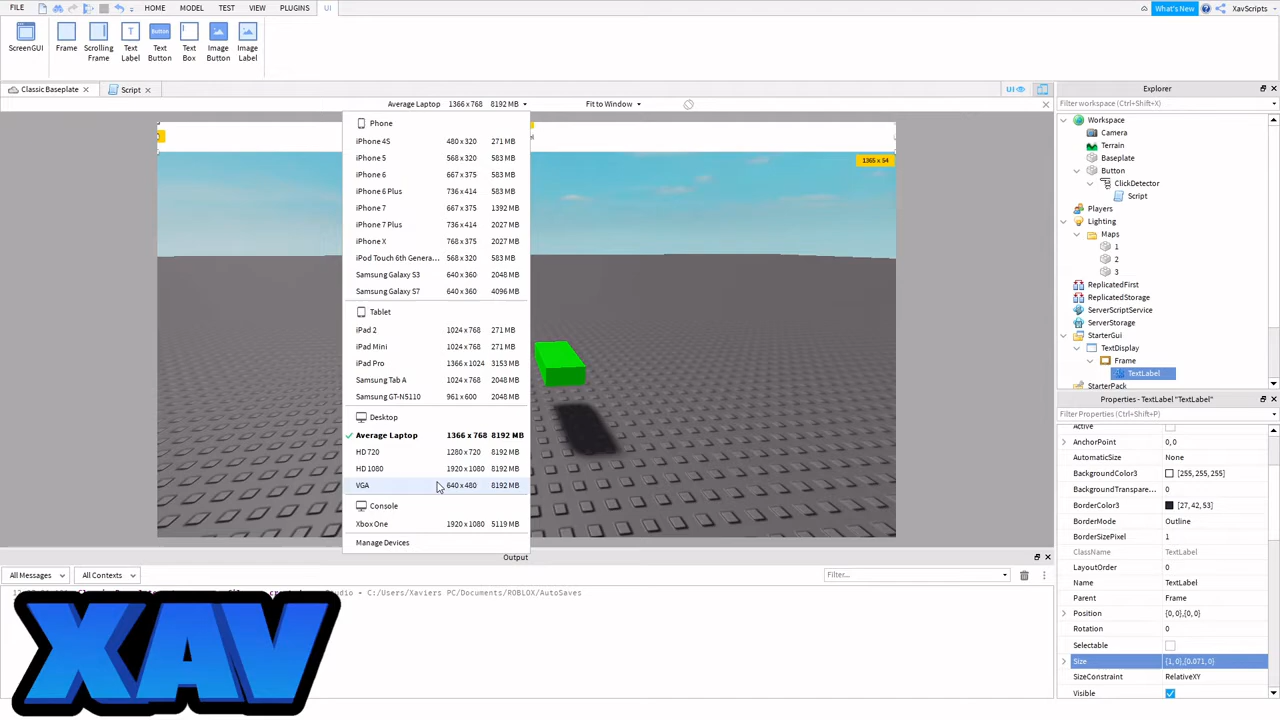 FILE HOME MODEL TEST VIEW PLUGINS UI What's New XavScripts
ScreenGUI Frame Scrolling Frame Text Label Text Button Text Box Image Button Image Label
Button
Classic Baseplate Script
Average Laptop 1366 x 768 8192 MB Fit to Window UI
Phone
iPhone 4S 480 x 320 271 MB
iPhone 5 568 x 320 583 MB
iPhone 6 667 x 375 583 MB
iPhone 6 Plus 736 x 414 583 MB
iPhone 7 667 x 375 1392 MB
iPhone 7 Plus 736 x 414 2027 MB
iPhone X 768 x 375 2027 MB
iPod Touch 6th Genera... 568 x 320 583 MB
Samsung Galaxy S3 640 x 360 2048 MB
Samsung Galaxy S7 640 x 360 4096 MB
Tablet
iPad 2 1024 x 768 271 MB
iPad Mini 1024 x 768 271 MB
iPad Pro 1366 x 1024 3153 MB
Samsung Tab A 1024 x 768 2048 MB
Samsung GT-N5110 961 x 600 2048 MB
Desktop
Average Laptop 1366 x 768 8192 MB
HD 720 1280 x 720 8192 MB
HD 1080 1920 x 1080 8192 MB
VGA 640 x 480 8192 MB
Console
Xbox One 1920 x 1080 5119 MB
Manage Devices
1365 x 54
Explorer
Filter workspace (Ctrl+Shift+X)
Workspace
Camera
Terrain
Baseplate
Button
ClickDetector
Script
Players
Lighting
Maps
1
2
3
ReplicatedFirst
ReplicatedStorage
ServerScriptService
ServerStorage
StarterGui
TextDisplay
Frame
TextLabel
StarterPack
Properties - TextLabel "TextLabel"
Filter Properties (Ctrl+Shift+P)
Active
AnchorPoint 0, 0
AutomaticSize None
BackgroundColor3 [255, 255, 255]
BackgroundTranspare... 0
BorderColor3 [27, 42, 53]
BorderMode Outline
BorderSizePixel 1
ClassName TextLabel
LayoutOrder 0
Name TextLabel
Parent Frame
Position {0, 0},{0, 0}
Rotation 0
Selectable
Size {1, 0},{0.071, 0}
SizeConstraint RelativeXY
Visible
Output
All Messages All Contexts Filter...
Studio • C:/Users/Xaviers PC/Documents/ROBLOX/AutoSaves
XAV